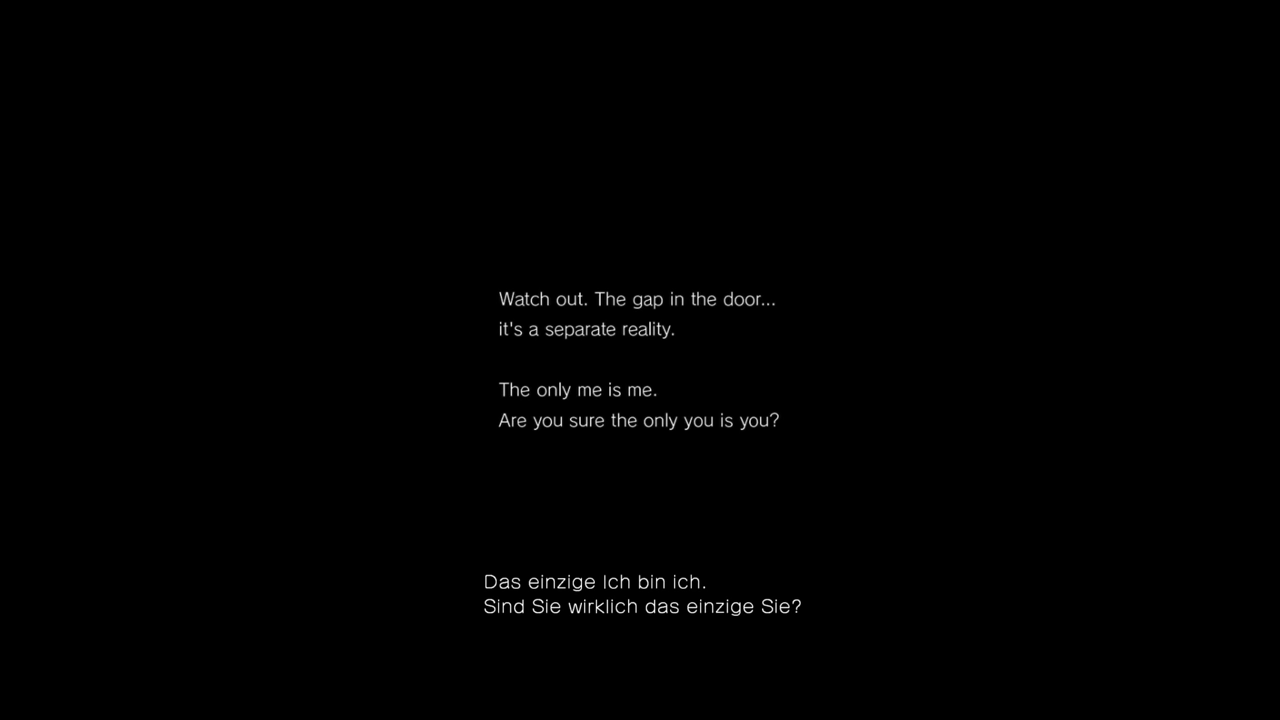 Watch out. The gap in the door...
it's a separate reality.
The only me is me.
Are you sure the only you is you?
Das einzige Ich bin ich.
Sind Sie wirklich das einzige Sie?